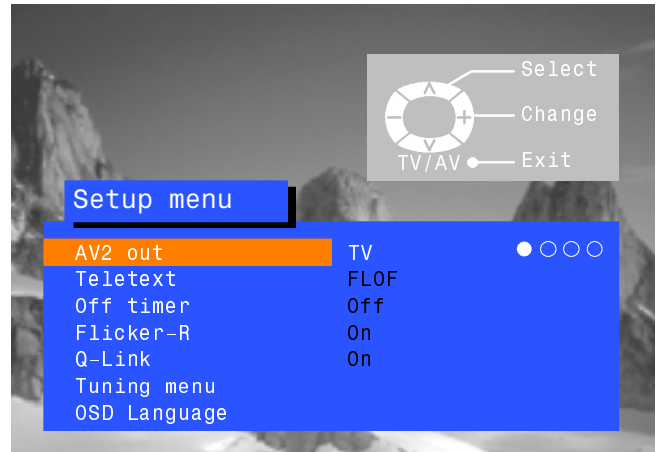 Select
Change
TV/AV Exit
Setup menu
AV2 out TV
Teletext FLOF
Off timer Off
Flicker-R On
Q-Link On
Tuning menu
OSD Language